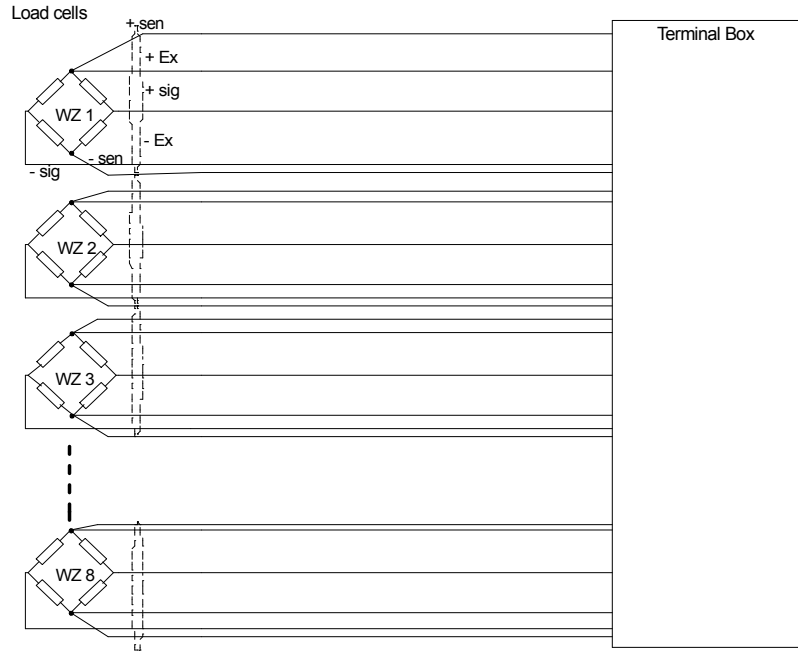 Load cells
+ sen
Terminal Box
+ Ex
+ sig
WZ 1
- Ex
- sen
- sig
WZ 2
WZ 3
WZ 8